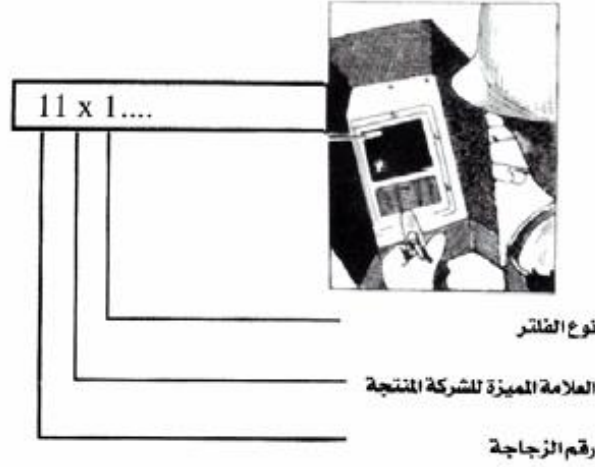 11 x 1....
نوع الفلتر
العلامة المميزة للشركة المنتجة
رقم الزجاجة